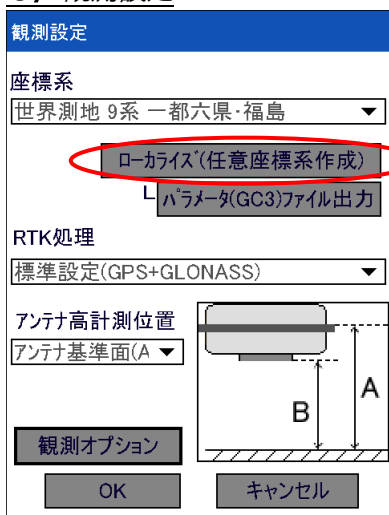 観測設定
座標系
世界測地 9系 一都六県･福島
ﾛｰｶﾗｲｽﾞ(任意座標系作成)
└ ﾊﾟﾗﾒｰﾀ(GC3)ﾌｧｲﾙ出力
RTK処理
標準設定(GPS+GLONASS)
ｱﾝﾃﾅ高計測位置
ｱﾝﾃﾅ基準面(A
A
B
観測オプション
OK
キャンセル